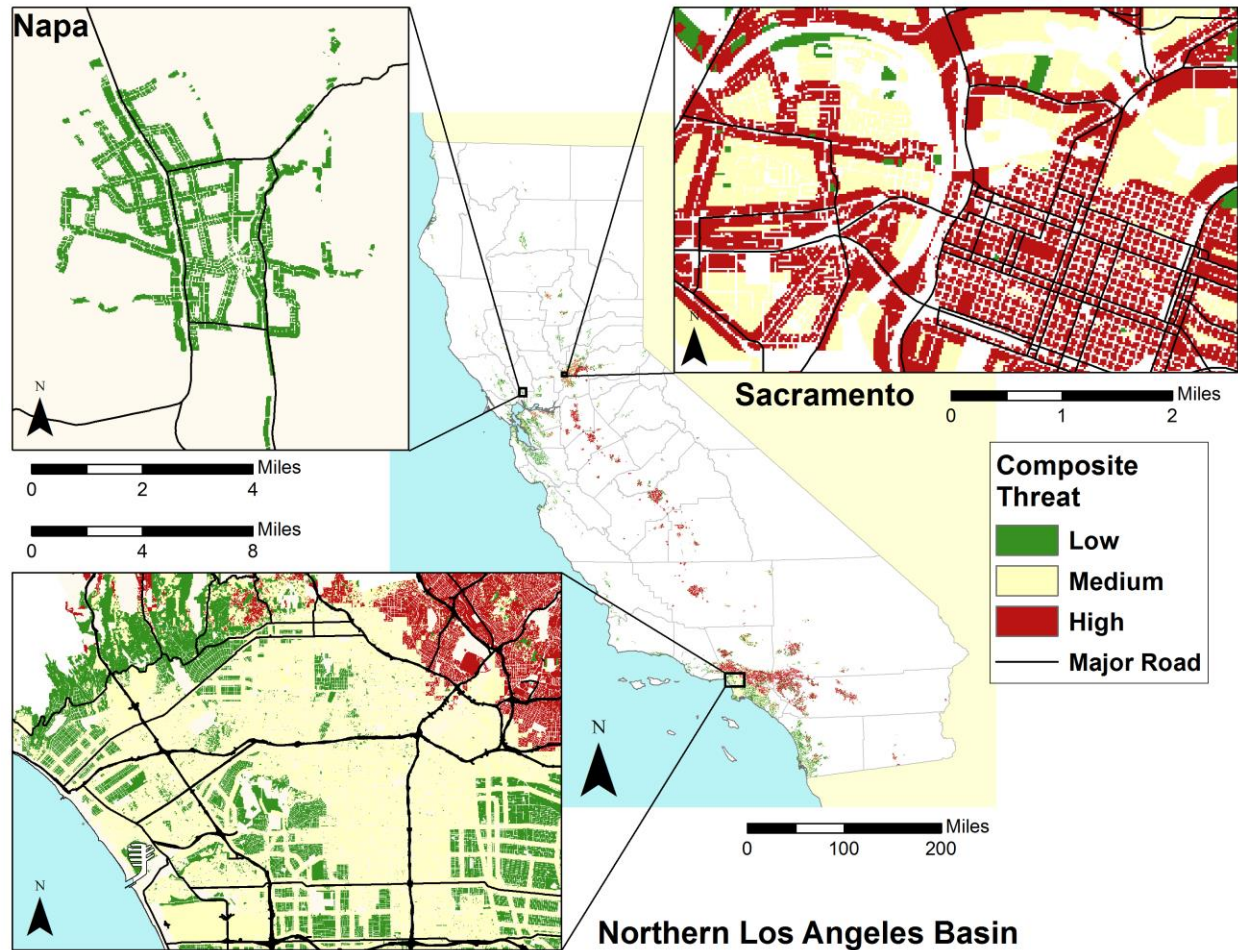 Napa
N
Miles
0 2 4
Miles
0 4 8
N
Sacramento
N
Miles
0 1 2
Composite
Threat
Low
Medium
High
Major Road
N
Miles
0 100 200
Northern Los Angeles Basin